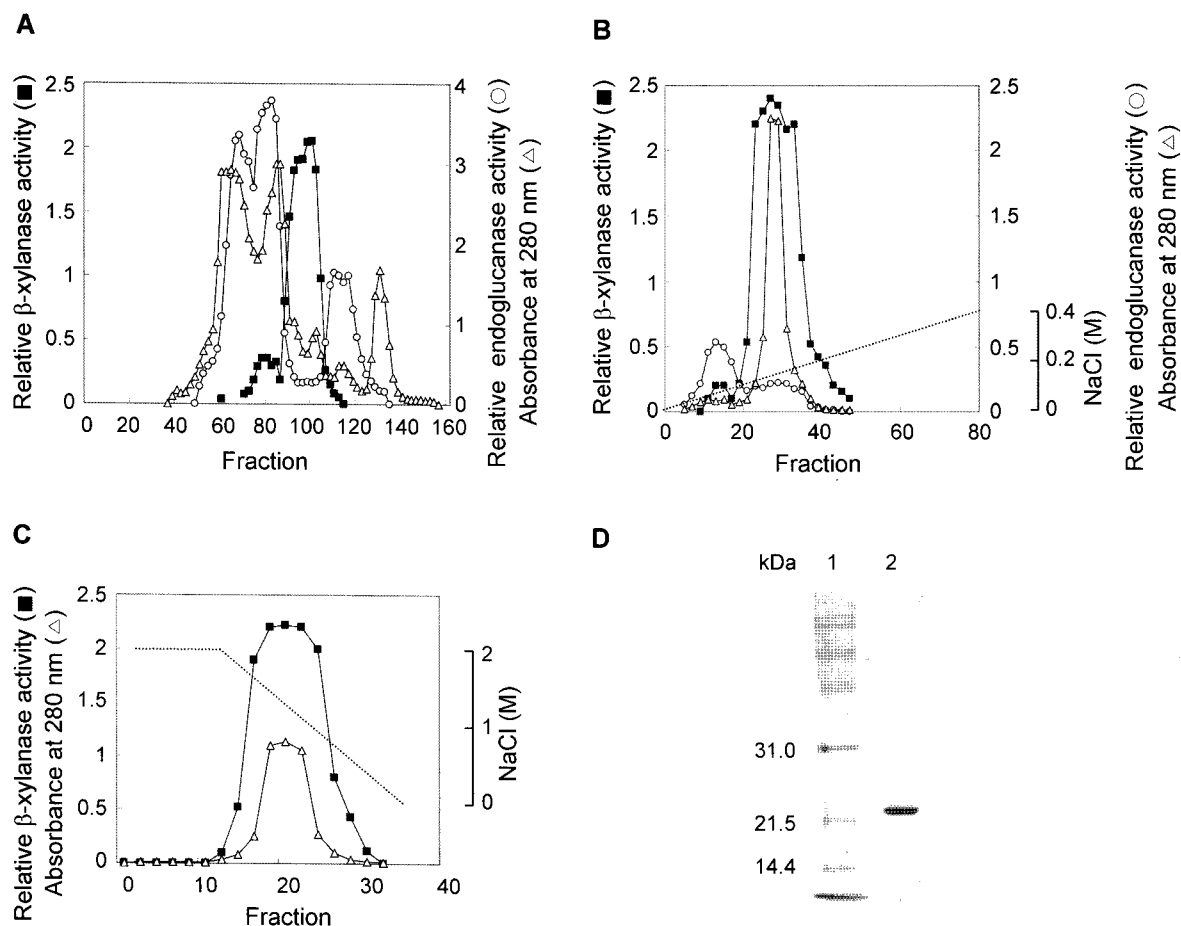 A
Relative β-xylanase activity (■)
2.5
2
1.5
1
0.5
0
4
3
2
1
0
Relative endoglucanase activity (○)
Absorbance at 280 nm (△)
0 20 40 60 80 100 120 140 160
Fraction
B
Relative β-xylanase activity (■)
2.5
2
1.5
1
0.5
0
2.5
2
1.5
1
0.5
0
0.4
0.2
0
NaCl (M)
Relative endoglucanase activity (○)
Absorbance at 280 nm (△)
0 20 40 60 80
Fraction
C
Relative β-xylanase activity (■)
Absorbance at 280 nm (△)
2.5
2
1.5
1
0.5
0
2
1
0
NaCl (M)
0 10 20 30 40
Fraction
D
kDa 1 2
31.0
21.5
14.4